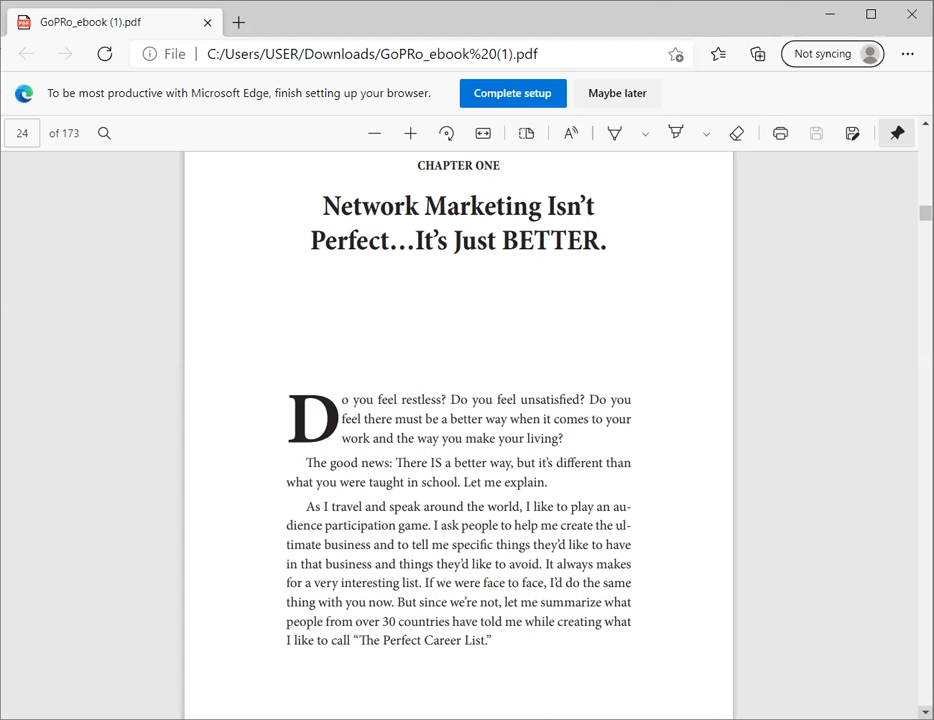 GoPRo_ebook (1).pdf
File
C:/Users/USER/Downloads/GoPRo_ebook%20(1).pdf
Not syncing
To be most productive with Microsoft Edge, finish setting up your browser.
Complete setup
Maybe later
24 of 173
CHAPTER ONE
Network Marketing Isn’t
Perfect…It’s Just BETTER.
Do you feel restless? Do you feel unsatisfied? Do you
feel there must be a better way when it comes to your
work and the way you make your living?
The good news: There IS a better way, but it’s different than
what you were taught in school. Let me explain.
As I travel and speak around the world, I like to play an au-
dience participation game. I ask people to help me create the ul-
timate business and to tell me specific things they’d like to have
in that business and things they’d like to avoid. It always makes
for a very interesting list. If we were face to face, I’d do the same
thing with you now. But since we’re not, let me summarize what
people from over 30 countries have told me while creating what
I like to call “The Perfect Career List.”